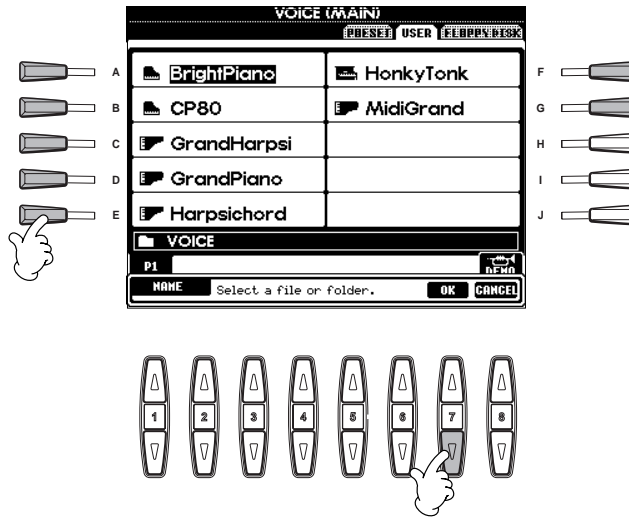 VOICE (MAIN)
PRESET USER FLOPPY DISK
A BrightPiano HonkyTonk F
B CP80 MidiGrand G
C GrandHarpsi H
D GrandPiano I
E Harpsichord J
VOICE
P1 DEMO
NAME Select a file or folder. OK CANCEL
1 2 3 4 5 6 7 8